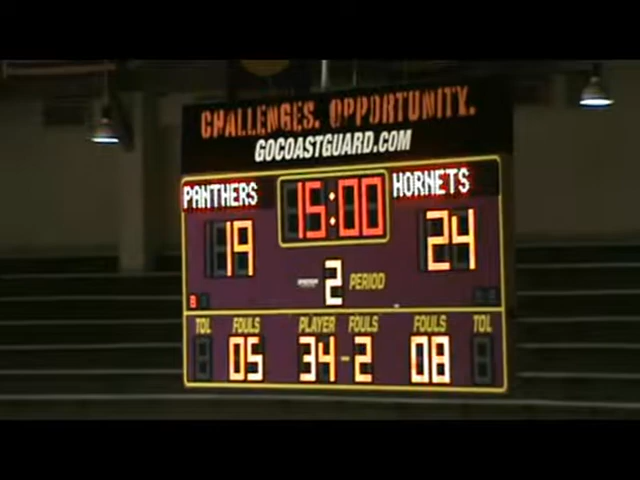 CHALLENGES. OPPORTUNITY.
GOCOASTGUARD.COM
PANTHERS 15:00 HORNETS
19 24
2 PERIOD
TOL FOULS PLAYER FOULS FOULS TOL
05 34-2 08